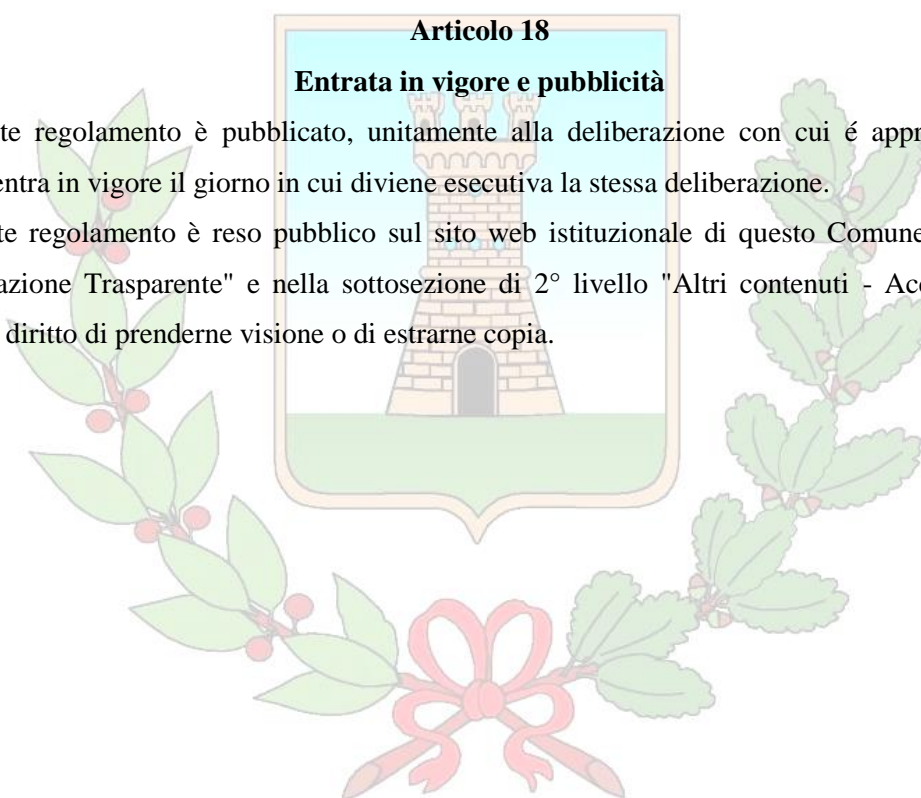 Articolo 18
Entrata in vigore e pubblicità
te regolamento è pubblicato, unitamente alla deliberazione con cui é appr
entra in vigore il giorno in cui diviene esecutiva la stessa deliberazione.
te regolamento è reso pubblico sul sito web istituzionale di questo Comune
azione Trasparente" e nella sottosezione di 2° livello "Altri contenuti - Acc
diritto di prenderne visione o di estrarne copia.